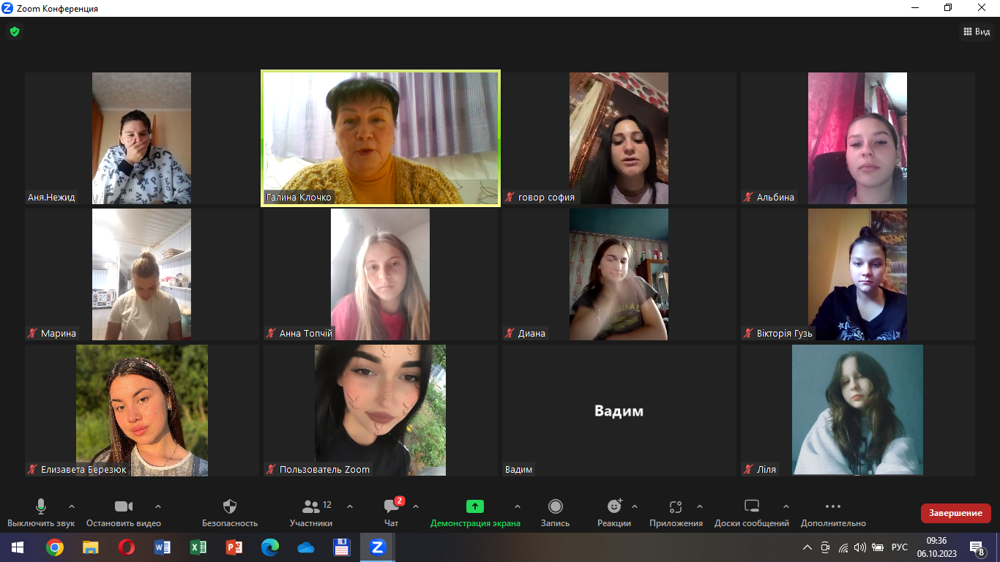 Zoom Конференция
Вид
Аня.Нежид
Галина Клочко
говор софия
Альбина
Марина
Анна Топчій
Диана
Вікторія Гузь
Елизавета Березюк
Пользователь Zoom
Вадим
Вадим
Ліля
Выключить звук
Остановить видео
Безопасность
12
Участники
2
Чат
Демонстрация экрана
Запись
Реакции
Приложения
Доски сообщений
Дополнительно
Завершение
РУС
09:36
06.10.2023
8